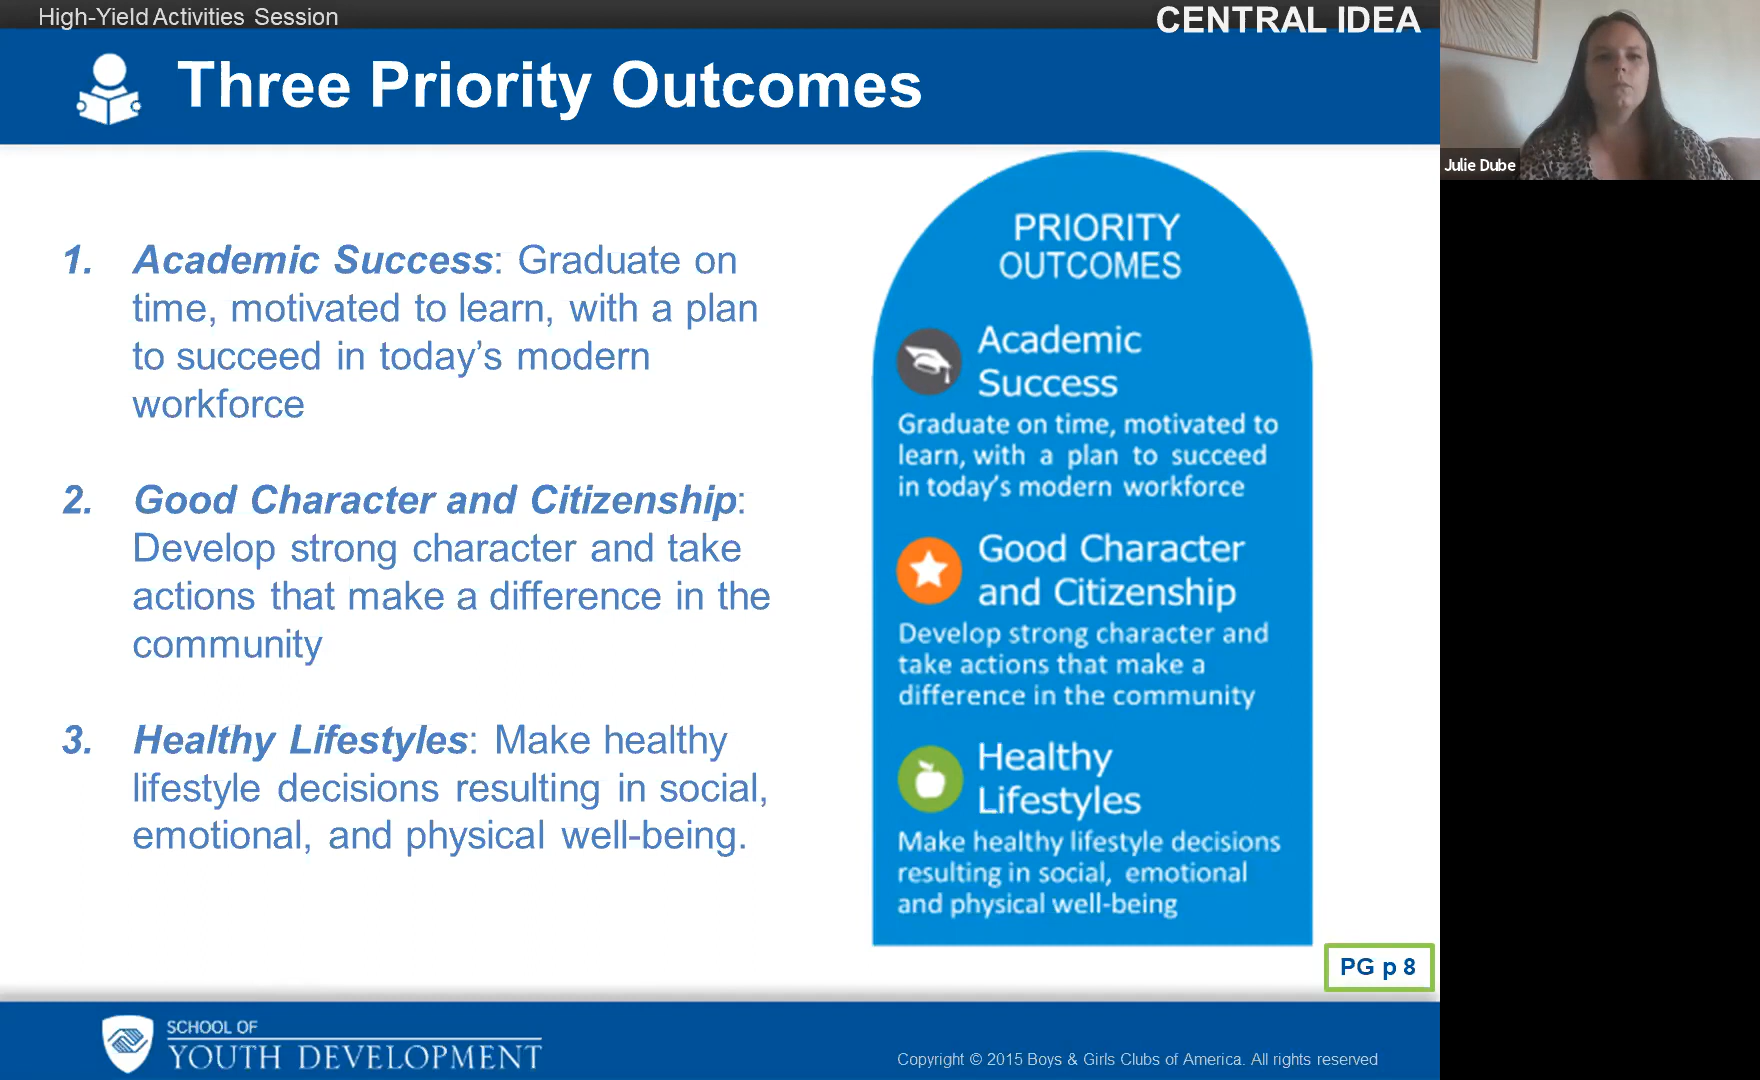 High-Yield Activities Session
CENTRAL IDEA
Three Priority Outcomes
Julie Dube
1. Academic Success: Graduate on
time, motivated to learn, with a plan
to succeed in today’s modern
workforce
2. Good Character and Citizenship:
Develop strong character and take
actions that make a difference in the
community
3. Healthy Lifestyles: Make healthy
lifestyle decisions resulting in social,
emotional, and physical well-being.
PRIORITY
OUTCOMES
Academic
Success
Graduate on time, motivated to
learn, with a plan to succeed
in today’s modern workforce
Good Character
and Citizenship
Develop strong character and
take actions that make a
difference in the community
Healthy
Lifestyles
Make healthy lifestyle decisions
resulting in social, emotional
and physical well-being
PG p 8
SCHOOL OF
YOUTH DEVELOPMENT
Copyright © 2015 Boys & Girls Clubs of America. All rights reserved